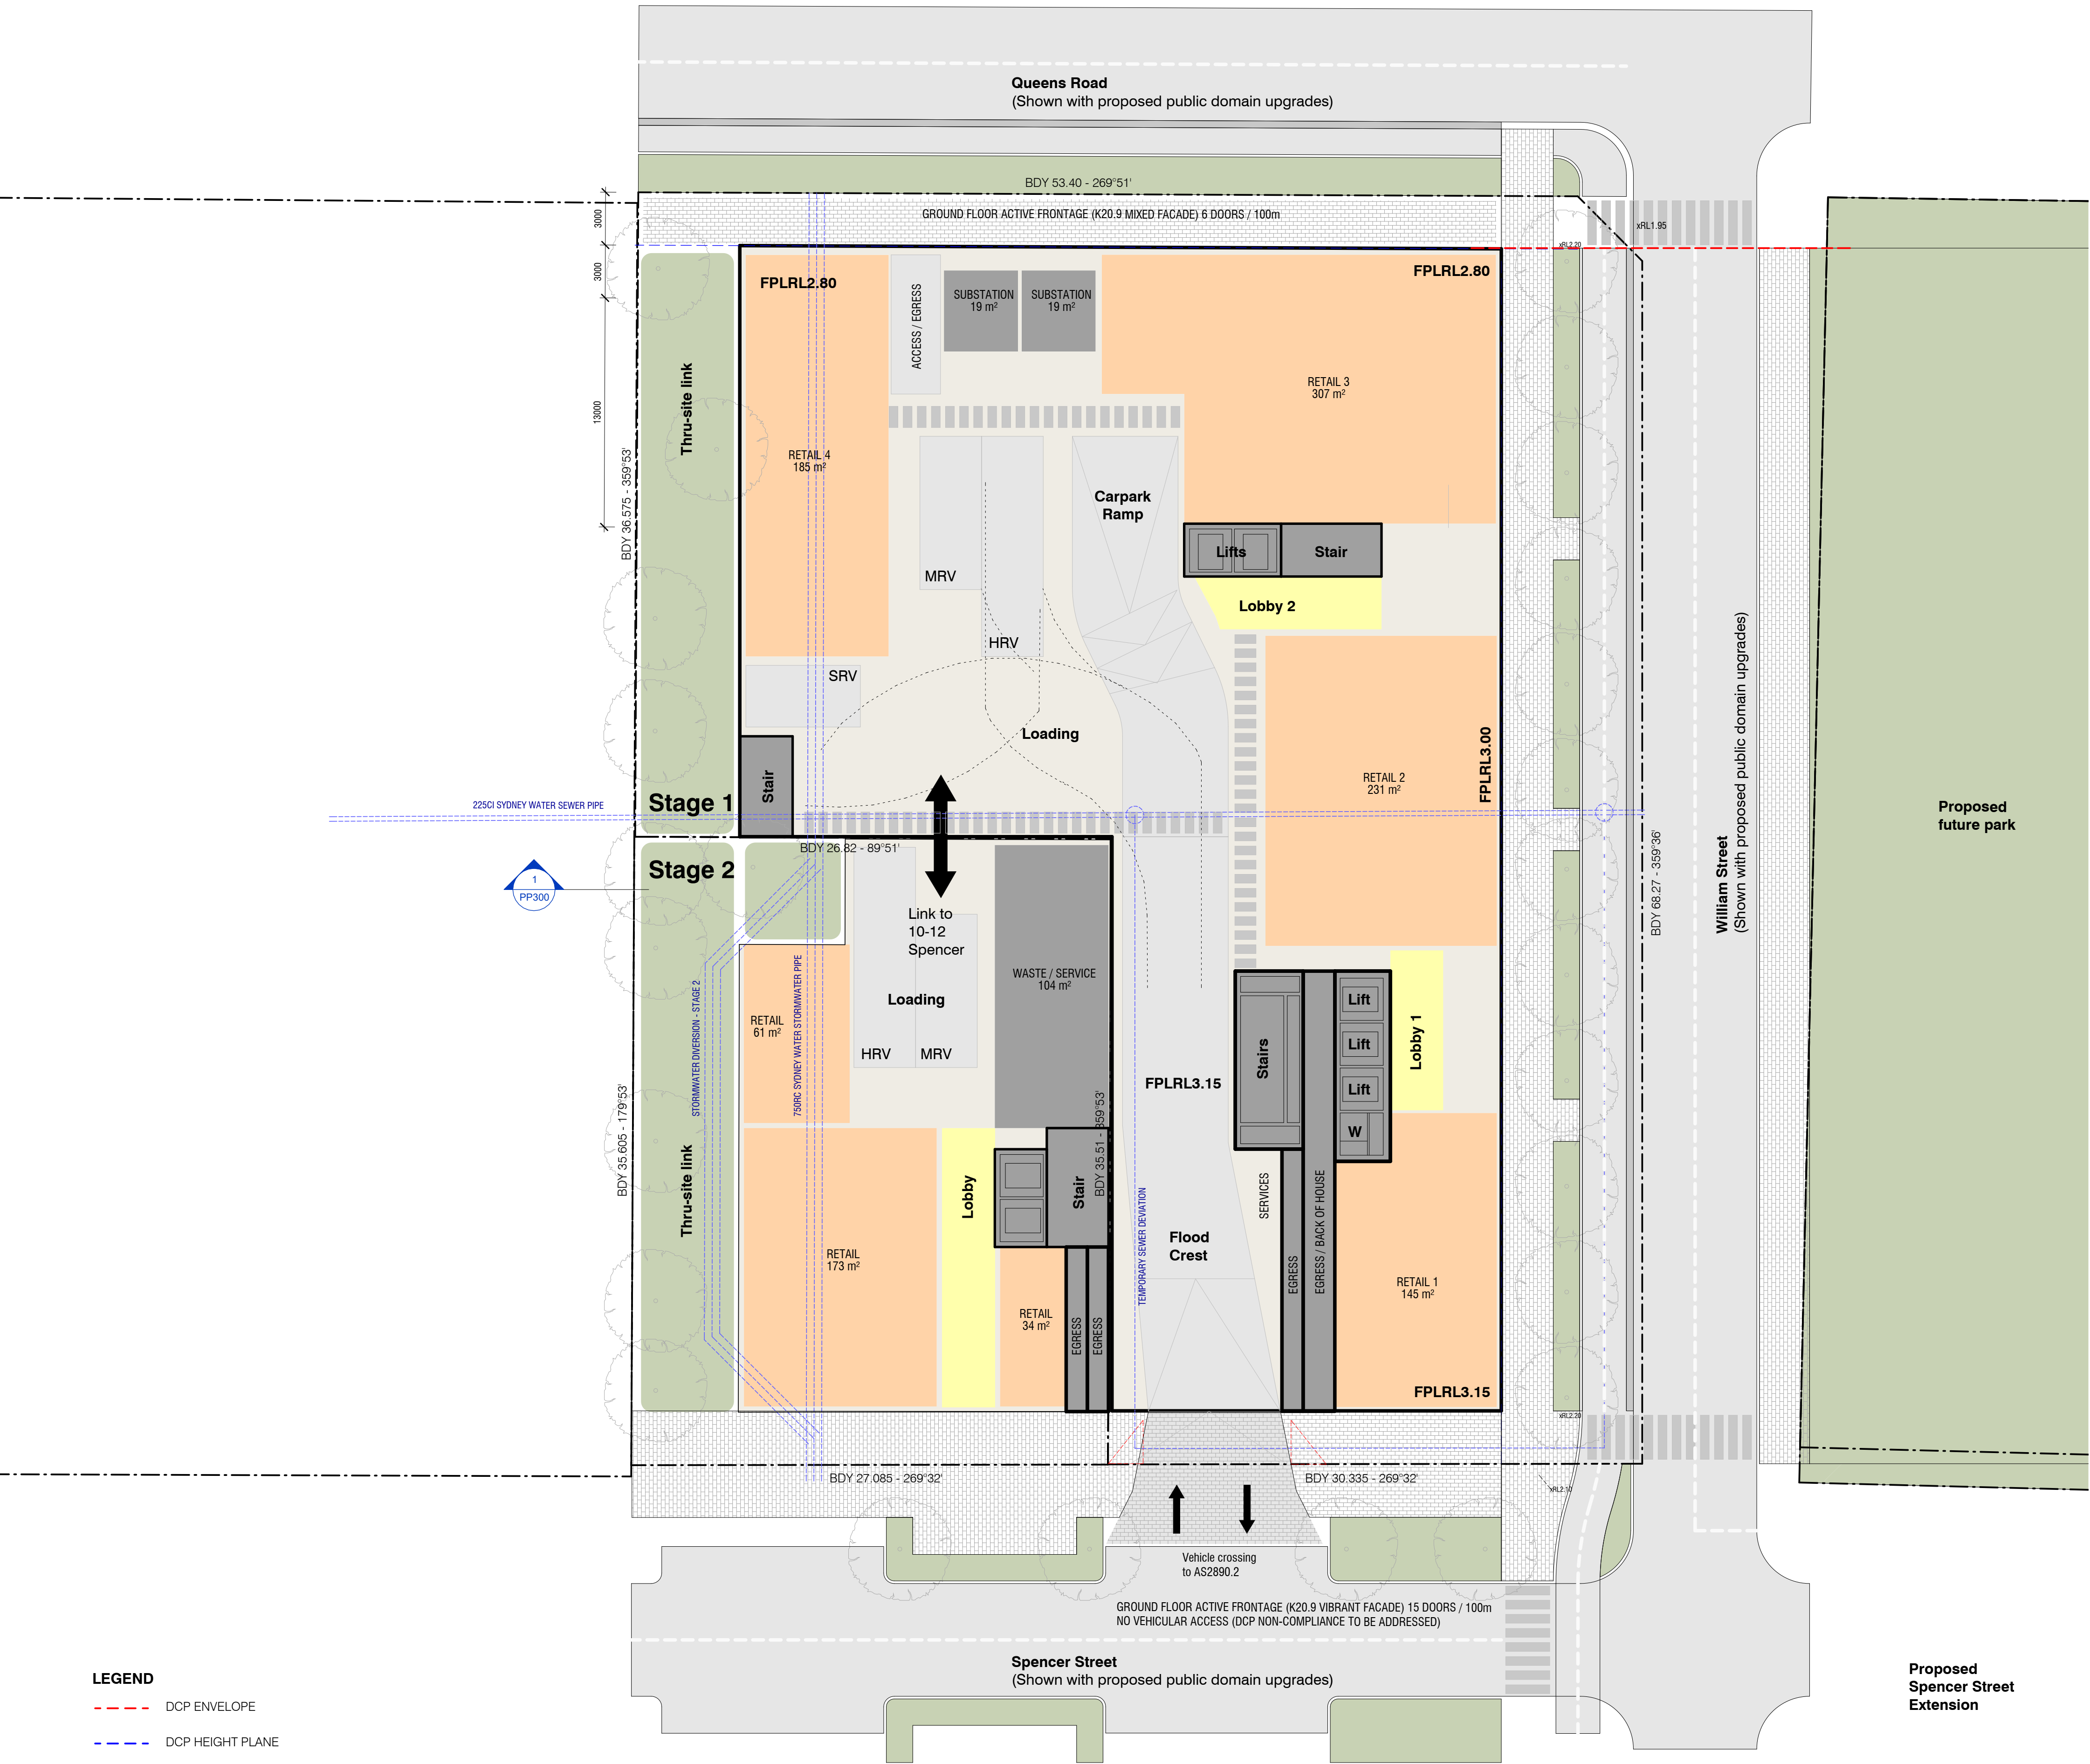 Queens Road
(Shown with proposed public domain upgrades)
BDY 53.40 - 269°51'
GROUND FLOOR ACTIVE FRONTAGE (K20.9 MIXED FACADE) 6 DOORS / 100m
3000
3000
13000
xRL1.95
xRL2.20
FPLRL2.80
FPLRL2.80
ACCESS / EGRESS
SUBSTATION
19 m²
SUBSTATION
19 m²
RETAIL 3
307 m²
Thru-site link
RETAIL 4
185 m²
BDY 36.575 - 359°53'
Carpark
Ramp
MRV
HRV
SRV
Lifts
Stair
Lobby 2
Loading
RETAIL 2
231 m²
FPLRL3.00
Stair
Stage 1
225CI SYDNEY WATER SEWER PIPE
BDY 26.82 - 89°51'
Stage 2
1
PP300
Link to
10-12
Spencer
BDY 68.27 - 359°36'
William Street
(Shown with proposed public domain upgrades)
Proposed
future park
WASTE / SERVICE
104 m²
Loading
HRV
MRV
RETAIL
61 m²
STORMWATER DIVERSION - STAGE 2
750RC SYDNEY WATER STORMWATER PIPE
BDY 35.605 - 179°53'
Thru-site link
BDY 35.51 - 359°53'
FPLRL3.15
Stairs
Lift
Lift
Lift
W
Lobby 1
Lobby
Stair
SERVICES
EGRESS
EGRESS / BACK OF HOUSE
TEMPORARY SEWER DEVIATION
Flood
Crest
RETAIL
173 m²
RETAIL
34 m²
EGRESS
EGRESS
RETAIL 1
145 m²
FPLRL3.15
xRL2.20
BDY 27.085 - 269°32'
BDY 30.335 - 269°32'
xRL2.10
Vehicle crossing
to AS2890.2
GROUND FLOOR ACTIVE FRONTAGE (K20.9 VIBRANT FACADE) 15 DOORS / 100m
NO VEHICULAR ACCESS (DCP NON-COMPLIANCE TO BE ADDRESSED)
Spencer Street
(Shown with proposed public domain upgrades)
Proposed
Spencer Street
Extension
LEGEND
DCP ENVELOPE
DCP HEIGHT PLANE